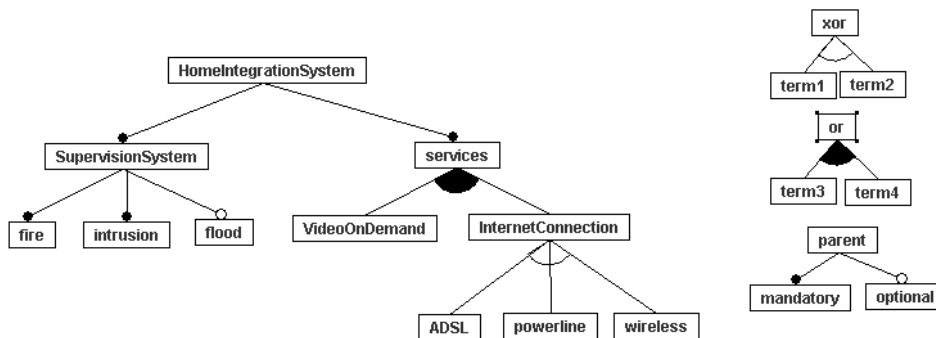 HomeIntegrationSystem
SupervisionSystem
services
fire
intrusion
flood
VideoOnDemand
InternetConnection
ADSL
powerline
wireless
xor
term1
term2
or
term3
term4
parent
mandatory
optional